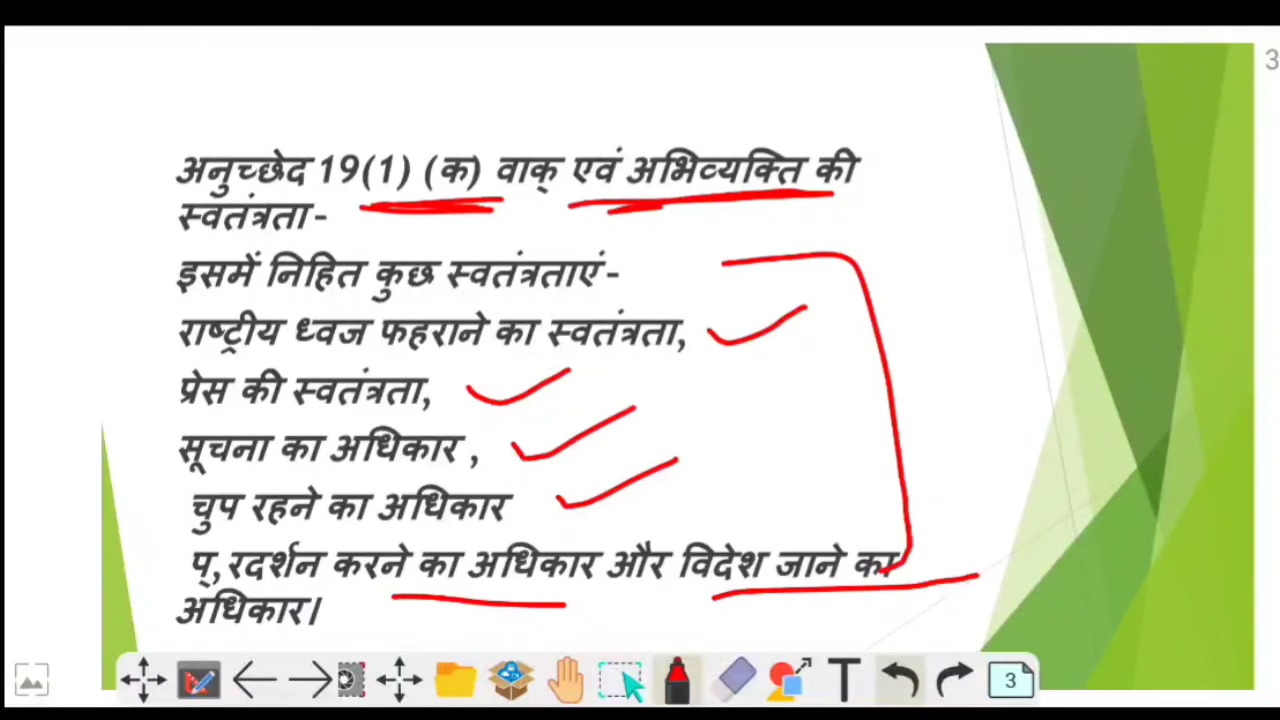 3
अनुच्छेद 19(1) (क) वाक् एवं अभिव्यक्ति की
स्वतंत्रता-
इसमें निहित कुछ स्वतंत्रताएं-
राष्ट्रीय ध्वज फहराने का स्वतंत्रता,
प्रेस की स्वतंत्रता,
सूचना का अधिकार ,
चुप रहने का अधिकार
प्,रदर्शन करने का अधिकार और विदेश जाने का
अधिकार।
T 3